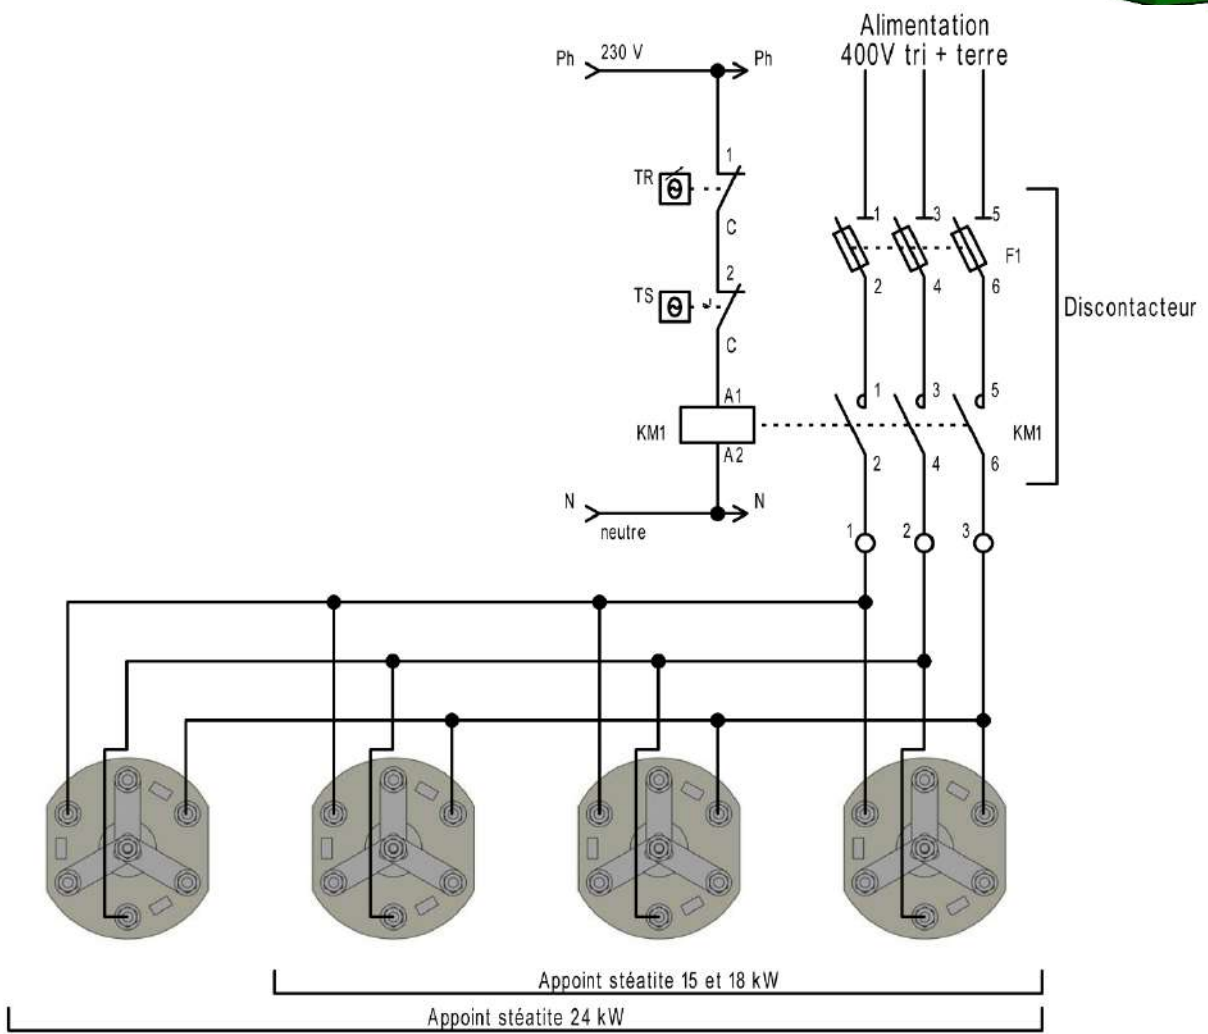 Alimentation
400V tri + terre
Ph 230 V Ph
1
TR
C
1 3 5
F1
2 4 6
2
TS
C
Discontacteur
A1
KM1
A2
1 3 5
KM1
2 4 6
N N
neutre
1 2 3
Appoint stéatite 15 et 18 kW
Appoint stéatite 24 kW